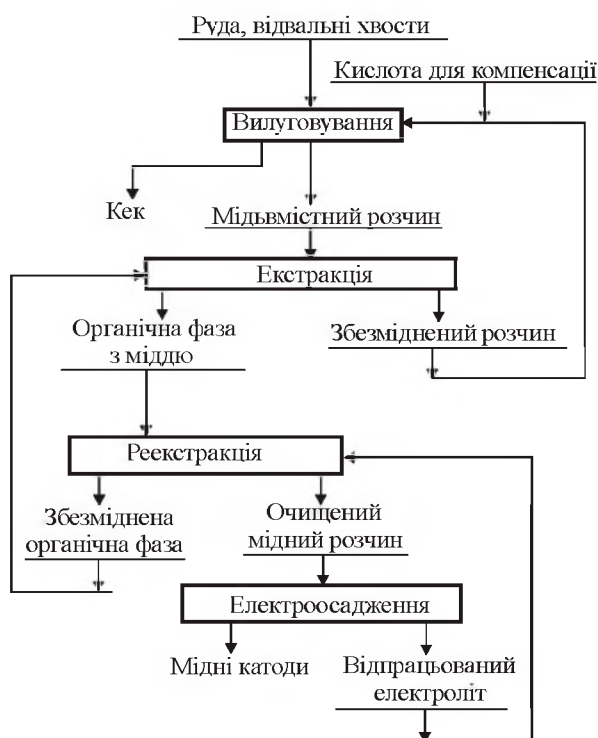 Руда, відвальні хвости
Кислота для компенсації
Вилуговування
Кек
Мідьвмістний розчин
Екстракція
Органічна фаза
з міддю
Збезміднений розчин
Реекстракція
Збезміднена
органічна фаза
Очищений
мідний розчин
Електроосадження
Мідні катоди
Відпрацьований
електроліт